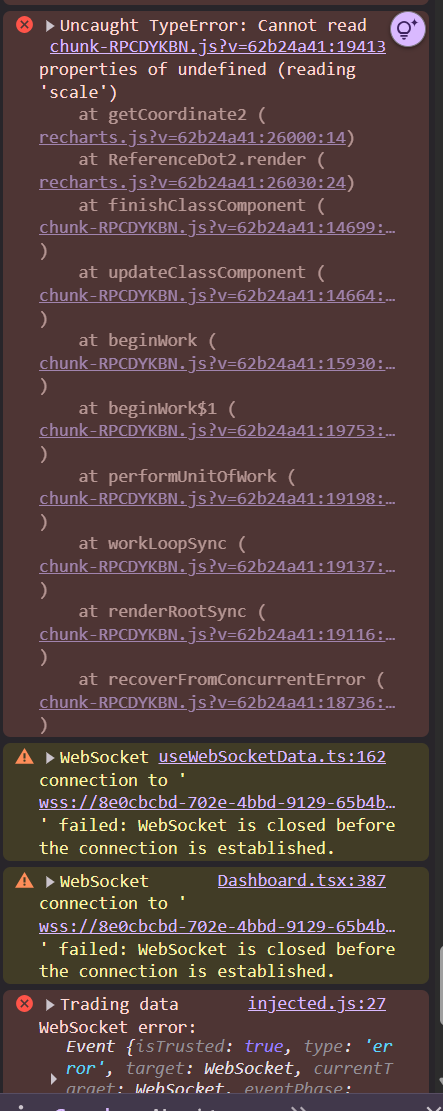 Uncaught TypeError: Cannot read
chunk-RPCDYKBN.js?v=62b24a41:19413
properties of undefined (reading
'scale')
at getCoordinate2 (
recharts.js?v=62b24a41:26000:14)
at ReferenceDot2.render (
recharts.js?v=62b24a41:26030:24)
at finishClassComponent (
chunk-RPCDYKBN.js?v=62b24a41:14699:…
)
at updateClassComponent (
chunk-RPCDYKBN.js?v=62b24a41:14664:…
)
at beginWork (
chunk-RPCDYKBN.js?v=62b24a41:15930:…
)
at beginWork$1 (
chunk-RPCDYKBN.js?v=62b24a41:19753:…
)
at performUnitOfWork (
chunk-RPCDYKBN.js?v=62b24a41:19198:…
)
at workLoopSync (
chunk-RPCDYKBN.js?v=62b24a41:19137:…
)
at renderRootSync (
chunk-RPCDYKBN.js?v=62b24a41:19116:…
)
at recoverFromConcurrentError (
chunk-RPCDYKBN.js?v=62b24a41:18736:…
)
WebSocket useWebSocketData.ts:162
connection to '
wss://8e0cbcbd-702e-4bbd-9129-65b4b…
' failed: WebSocket is closed before
the connection is established.
WebSocket Dashboard.tsx:387
connection to '
wss://8e0cbcbd-702e-4bbd-9129-65b4b…
' failed: WebSocket is closed before
the connection is established.
Trading data injected.js:27
WebSocket error:
Event {isTrusted: true, type: 'er
ror', target: WebSocket, currentT
arget: WebSocket, eventPhase: